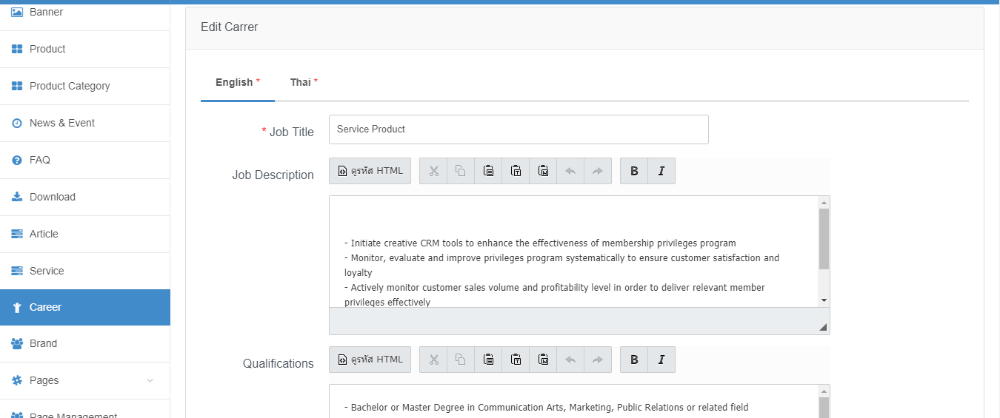 Banner
Product
Product Category
News & Event
FAQ
Download
Article
Service
Career
Brand
Pages
Page Management
Edit Carrer
English *
Thai *
* Job Title
Service Product
Job Description
ดูรหัส HTML
B
I
- Initiate creative CRM tools to enhance the effectiveness of membership privileges program
- Monitor, evaluate and improve privileges program systematically to ensure customer satisfaction and
loyalty
- Actively monitor customer sales volume and profitability level in order to deliver relevant member
privileges effectively
Qualifications
ดูรหัส HTML
B
I
- Bachelor or Master Degree in Communication Arts, Marketing, Public Relations or related field